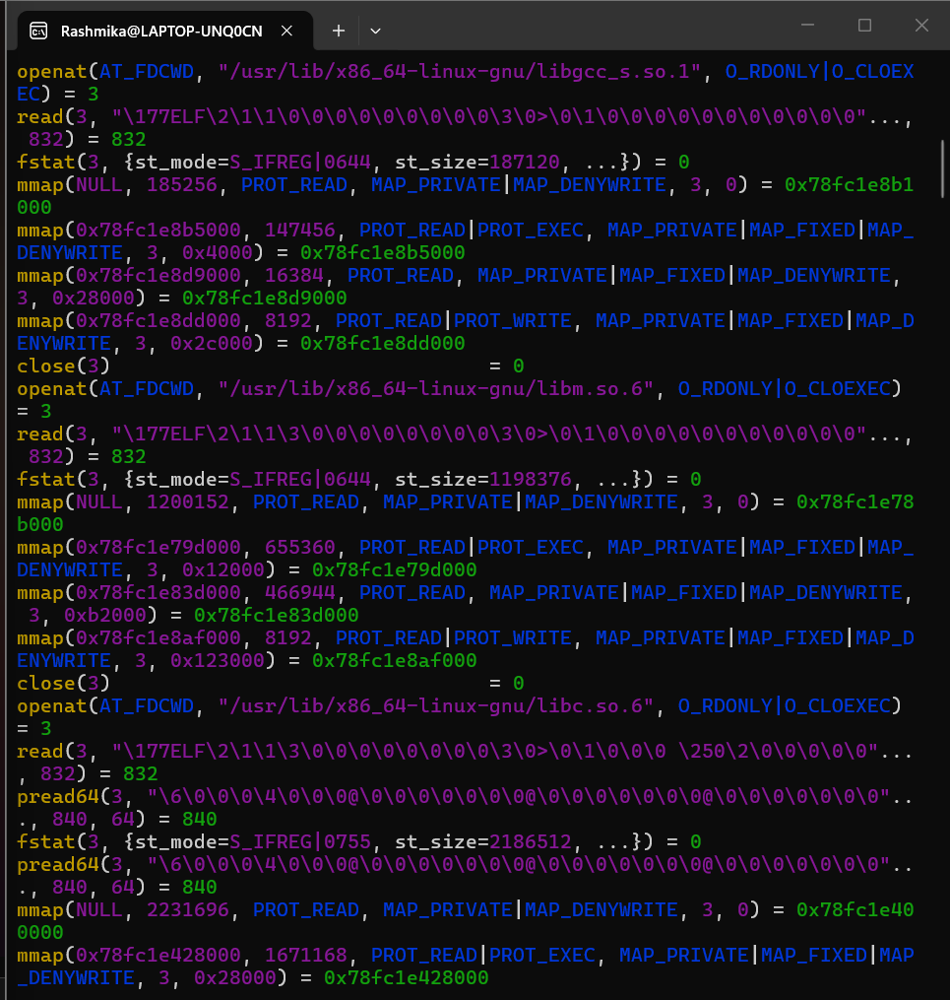 Rashmika@LAPTOP-UNQ0CN
openat(AT_FDCWD, "/usr/lib/x86_64-linux-gnu/libgcc_s.so.1", O_RDONLY|O_CLOEX
EC) = 3
read(3, "\177ELF\2\1\1\0\0\0\0\0\0\0\0\0\3\0>\0\1\0\0\0\0\0\0\0\0\0\0\0"...,
 832) = 832
fstat(3, {st_mode=S_IFREG|0644, st_size=187120, ...}) = 0
mmap(NULL, 185256, PROT_READ, MAP_PRIVATE|MAP_DENYWRITE, 3, 0) = 0x78fc1e8b1
000
mmap(0x78fc1e8b5000, 147456, PROT_READ|PROT_EXEC, MAP_PRIVATE|MAP_FIXED|MAP_
DENYWRITE, 3, 0x4000) = 0x78fc1e8b5000
mmap(0x78fc1e8d9000, 16384, PROT_READ, MAP_PRIVATE|MAP_FIXED|MAP_DENYWRITE,
3, 0x28000) = 0x78fc1e8d9000
mmap(0x78fc1e8dd000, 8192, PROT_READ|PROT_WRITE, MAP_PRIVATE|MAP_FIXED|MAP_D
ENYWRITE, 3, 0x2c000) = 0x78fc1e8dd000
close(3)                                = 0
openat(AT_FDCWD, "/usr/lib/x86_64-linux-gnu/libm.so.6", O_RDONLY|O_CLOEXEC)
= 3
read(3, "\177ELF\2\1\1\3\0\0\0\0\0\0\0\0\3\0>\0\1\0\0\0\0\0\0\0\0\0\0\0"...,
 832) = 832
fstat(3, {st_mode=S_IFREG|0644, st_size=1198376, ...}) = 0
mmap(NULL, 1200152, PROT_READ, MAP_PRIVATE|MAP_DENYWRITE, 3, 0) = 0x78fc1e78
b000
mmap(0x78fc1e79d000, 655360, PROT_READ|PROT_EXEC, MAP_PRIVATE|MAP_FIXED|MAP_
DENYWRITE, 3, 0x12000) = 0x78fc1e79d000
mmap(0x78fc1e83d000, 466944, PROT_READ, MAP_PRIVATE|MAP_FIXED|MAP_DENYWRITE,
 3, 0xb2000) = 0x78fc1e83d000
mmap(0x78fc1e8af000, 8192, PROT_READ|PROT_WRITE, MAP_PRIVATE|MAP_FIXED|MAP_D
ENYWRITE, 3, 0x123000) = 0x78fc1e8af000
close(3)                                = 0
openat(AT_FDCWD, "/usr/lib/x86_64-linux-gnu/libc.so.6", O_RDONLY|O_CLOEXEC)
= 3
read(3, "\177ELF\2\1\1\3\0\0\0\0\0\0\0\0\3\0>\0\1\0\0\0 \250\2\0\0\0\0\0"...
, 832) = 832
pread64(3, "\6\0\0\0\4\0\0\0@\0\0\0\0\0\0\0@\0\0\0\0\0\0\0@\0\0\0\0\0\0\0"..
., 840, 64) = 840
fstat(3, {st_mode=S_IFREG|0755, st_size=2186512, ...}) = 0
pread64(3, "\6\0\0\0\4\0\0\0@\0\0\0\0\0\0\0@\0\0\0\0\0\0\0@\0\0\0\0\0\0\0"..
., 840, 64) = 840
mmap(NULL, 2231696, PROT_READ, MAP_PRIVATE|MAP_DENYWRITE, 3, 0) = 0x78fc1e40
0000
mmap(0x78fc1e428000, 1671168, PROT_READ|PROT_EXEC, MAP_PRIVATE|MAP_FIXED|MAP
_DENYWRITE, 3, 0x28000) = 0x78fc1e428000